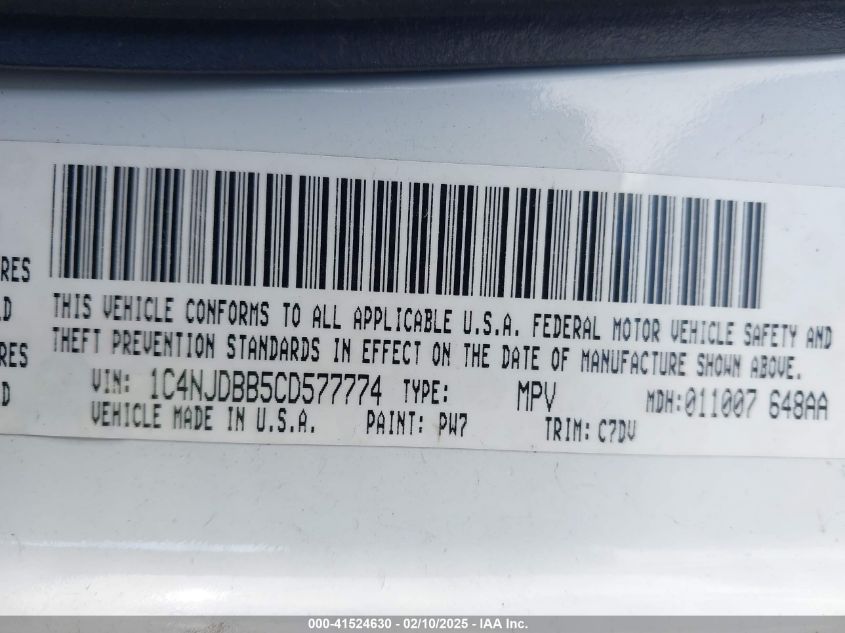 RES
THIS VEHICLE CONFORMS TO ALL APPLICABLE U.S.A. FEDERAL MOTOR VEHICLE SAFETY AND
THEFT PREVENTION STANDARDS IN EFFECT ON THE DATE OF MANUFACTURE SHOWN ABOVE.
RES
VIN: 1C4NJDBB5CD577774 TYPE: MPV MDH:011007 648AA
D
VEHICLE MADE IN U.S.A. PAINT: PW7 TRIM: C7DV
000-41524630 - 02/10/2025 - IAA Inc.